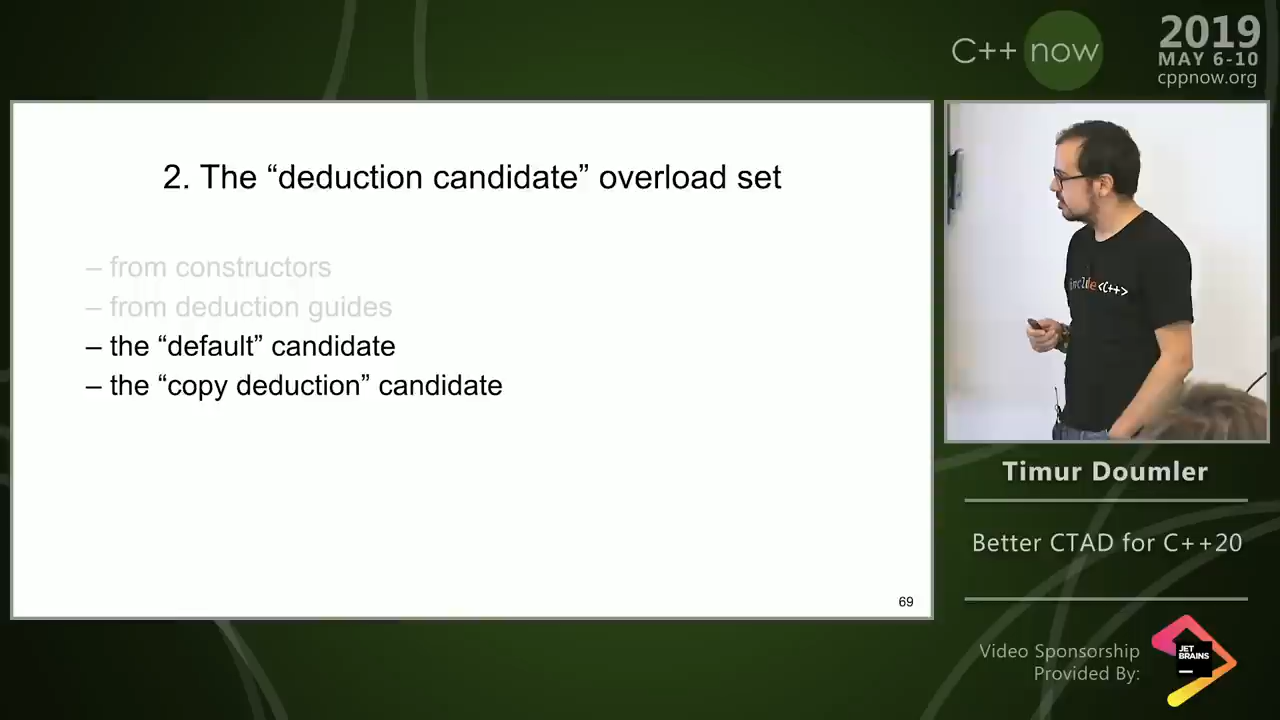 C++ now
2019
MAY 6-10
cppnow.org
2. The “deduction candidate” overload set
– from constructors
– from deduction guides
– the “default” candidate
– the “copy deduction” candidate
69
include<C++>
Timur Doumler
Better CTAD for C++20
Video Sponsorship
Provided By:
JET
BRAINS